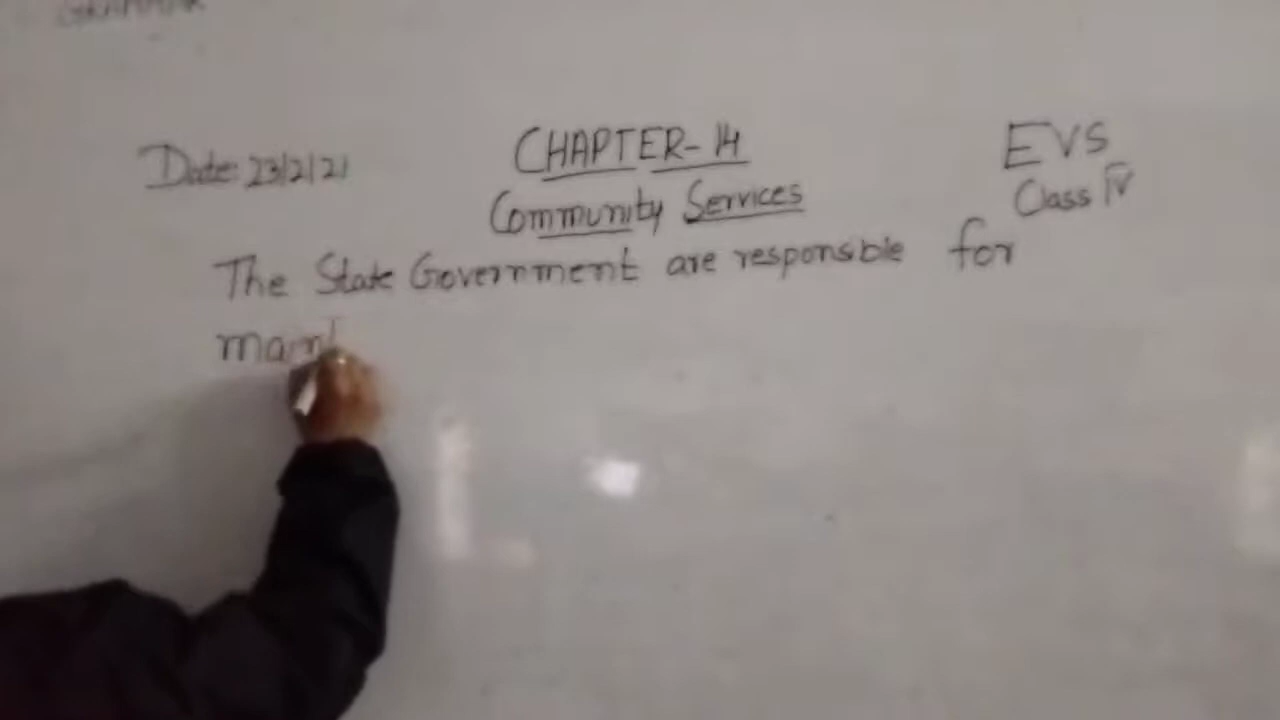 Date: 23/2/21
CHAPTER-14
EVS
Class IV
Community Services
The State Government are responsible for